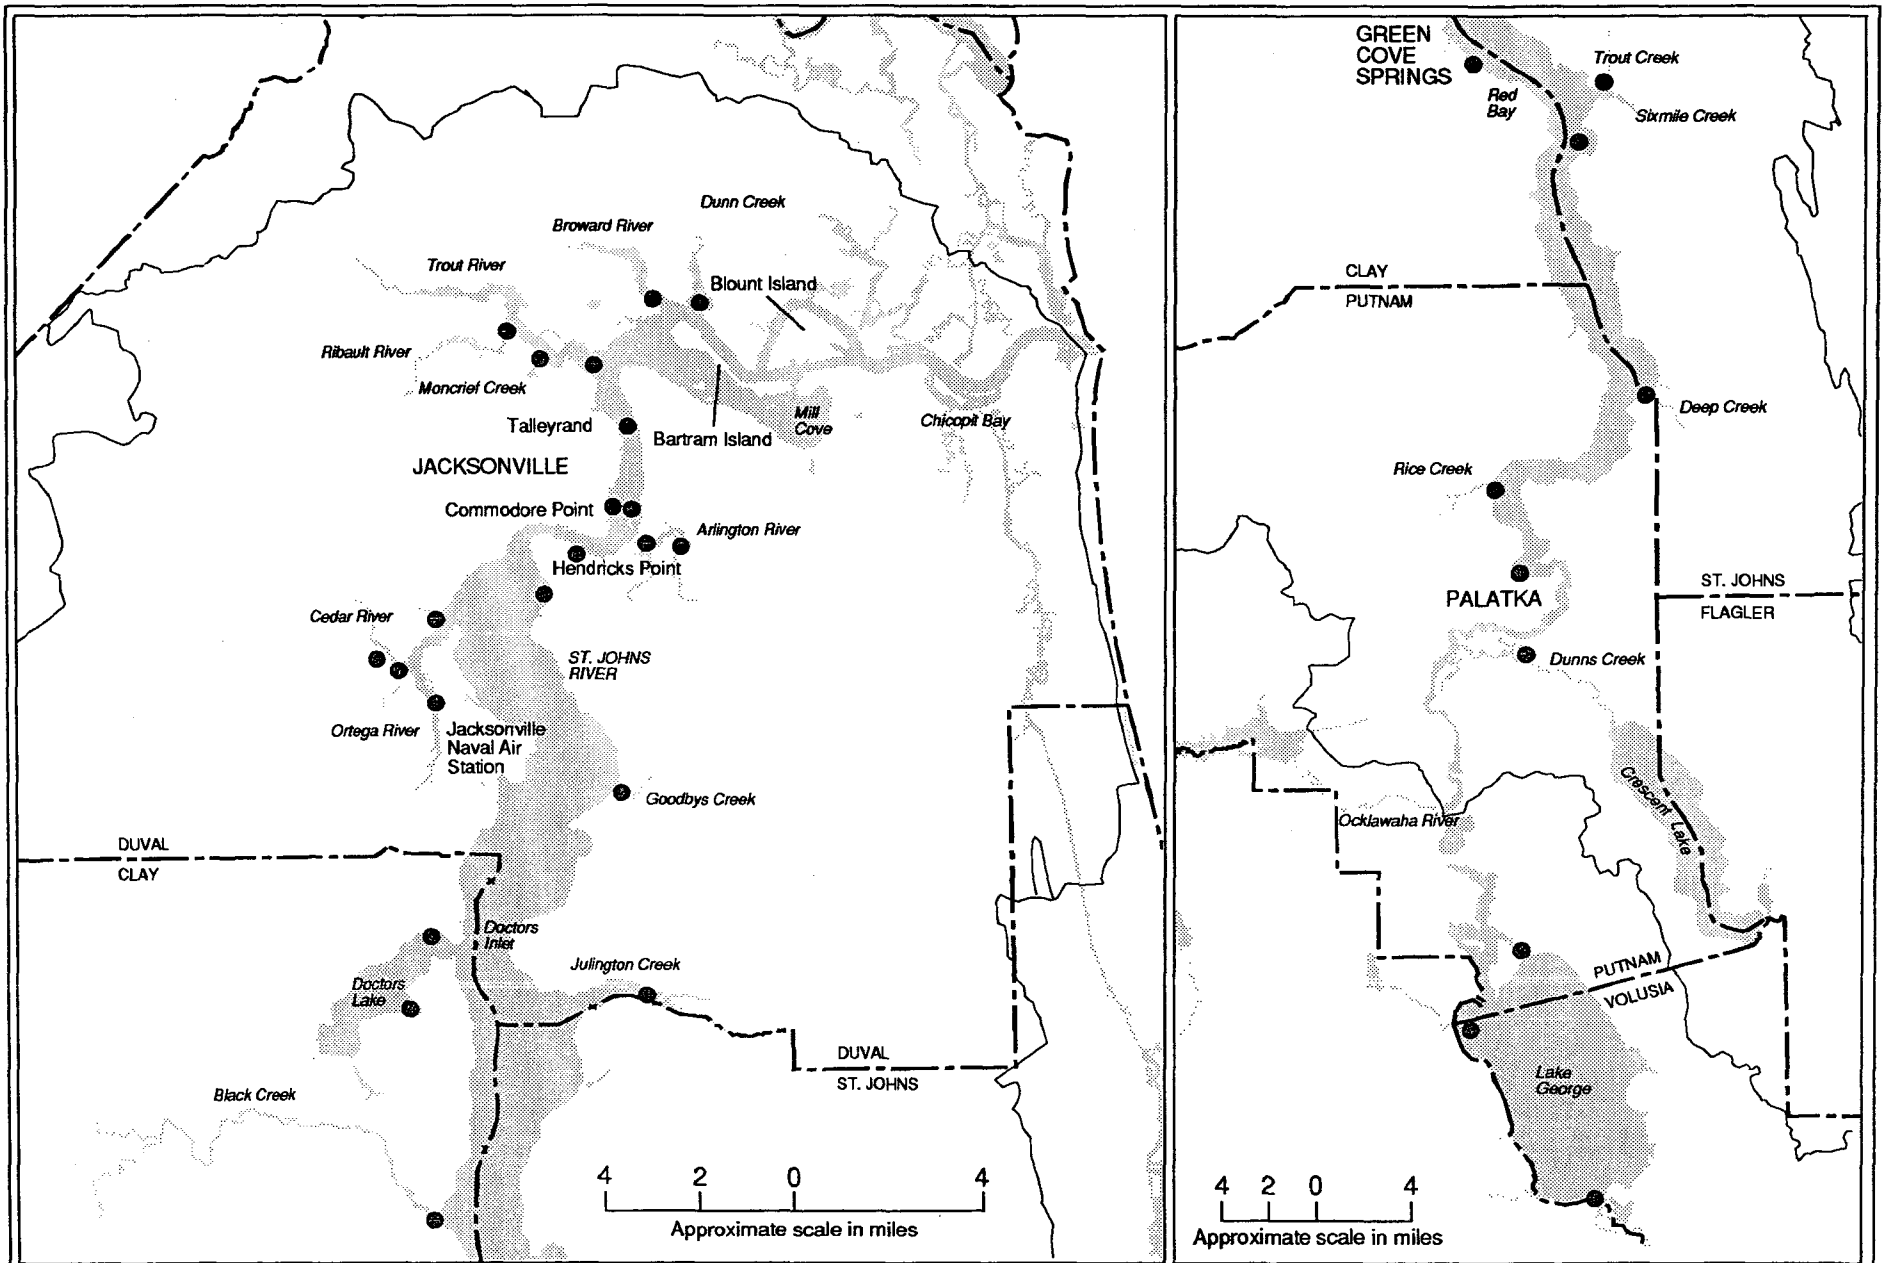 Dunn Creek
Broward River
Trout River
Blount Island
Ribault River
Moncrief Creek
Talleyrand
Mill
Cove
Chicopit Bay
Bartram Island
JACKSONVILLE
Commodore Point
Arlington River
Hendricks Point
Cedar River
ST. JOHNS
RIVER
Ortega River
Jacksonville
Naval Air
Station
Goodbys Creek
DUVAL
CLAY
Doctors
Inlet
Julington Creek
Doctors
Lake
DUVAL
ST. JOHNS
Black Creek
4 2 0 4
Approximate scale in miles
GREEN
COVE
SPRINGS
Trout Creek
Red
Bay
Sixmile Creek
CLAY
PUTNAM
Deep Creek
Rice Creek
ST. JOHNS
FLAGLER
PALATKA
Dunns Creek
Crescent Lake
Ocklawaha River
PUTNAM
VOLUSIA
Lake
George
4 2 0 4
Approximate scale in miles